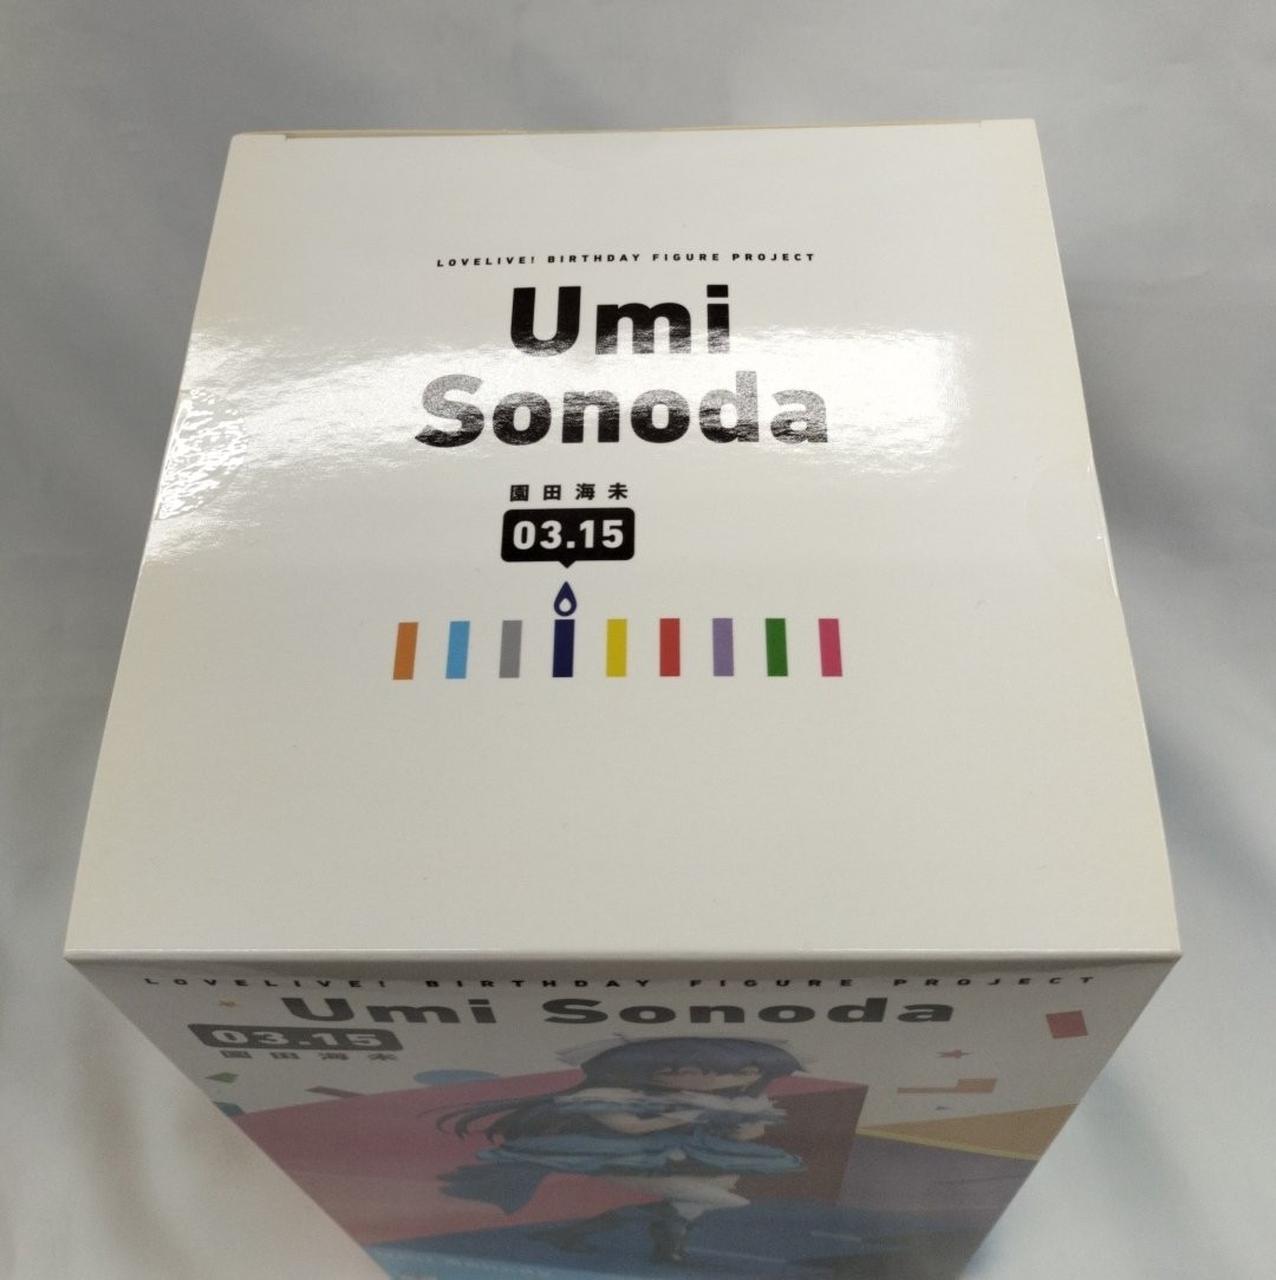 LOVELIVE! BIRTHDAY FIGURE PROJECT
Umi
Sonoda
園田海未
03.15
LOVELIVE! BIRTHDAY FIGURE PROJECT
Umi Sonoda
03.15
園田海未